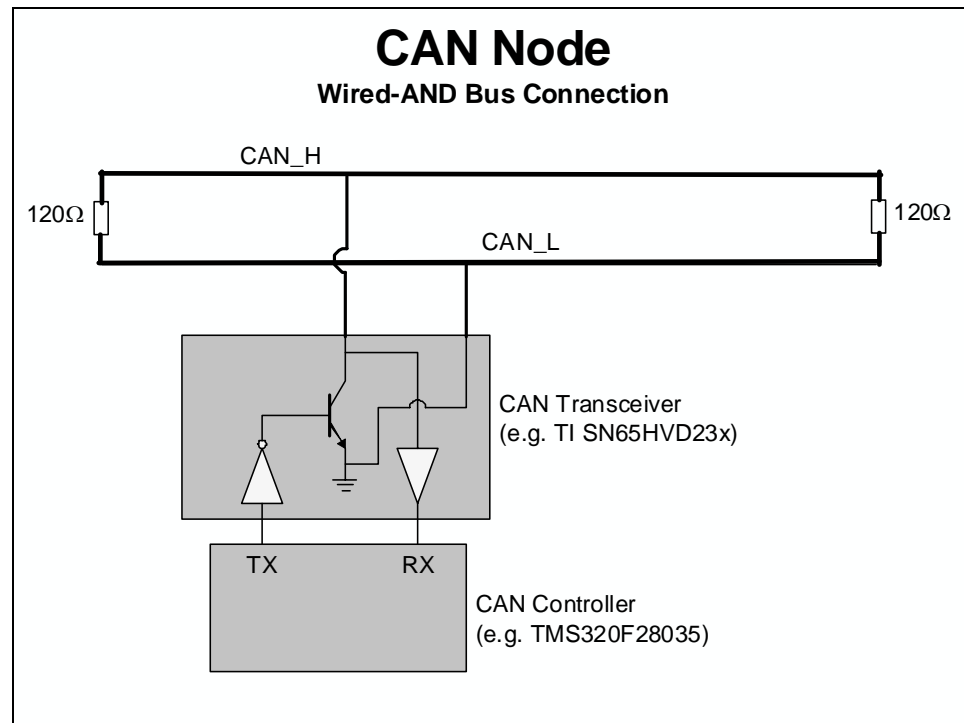 CAN Node
Wired-AND Bus Connection
CAN_H
120Ω
120Ω
CAN_L
CAN Transceiver
(e.g. TI SN65HVD23x)
TX
RX
CAN Controller
(e.g. TMS320F28035)